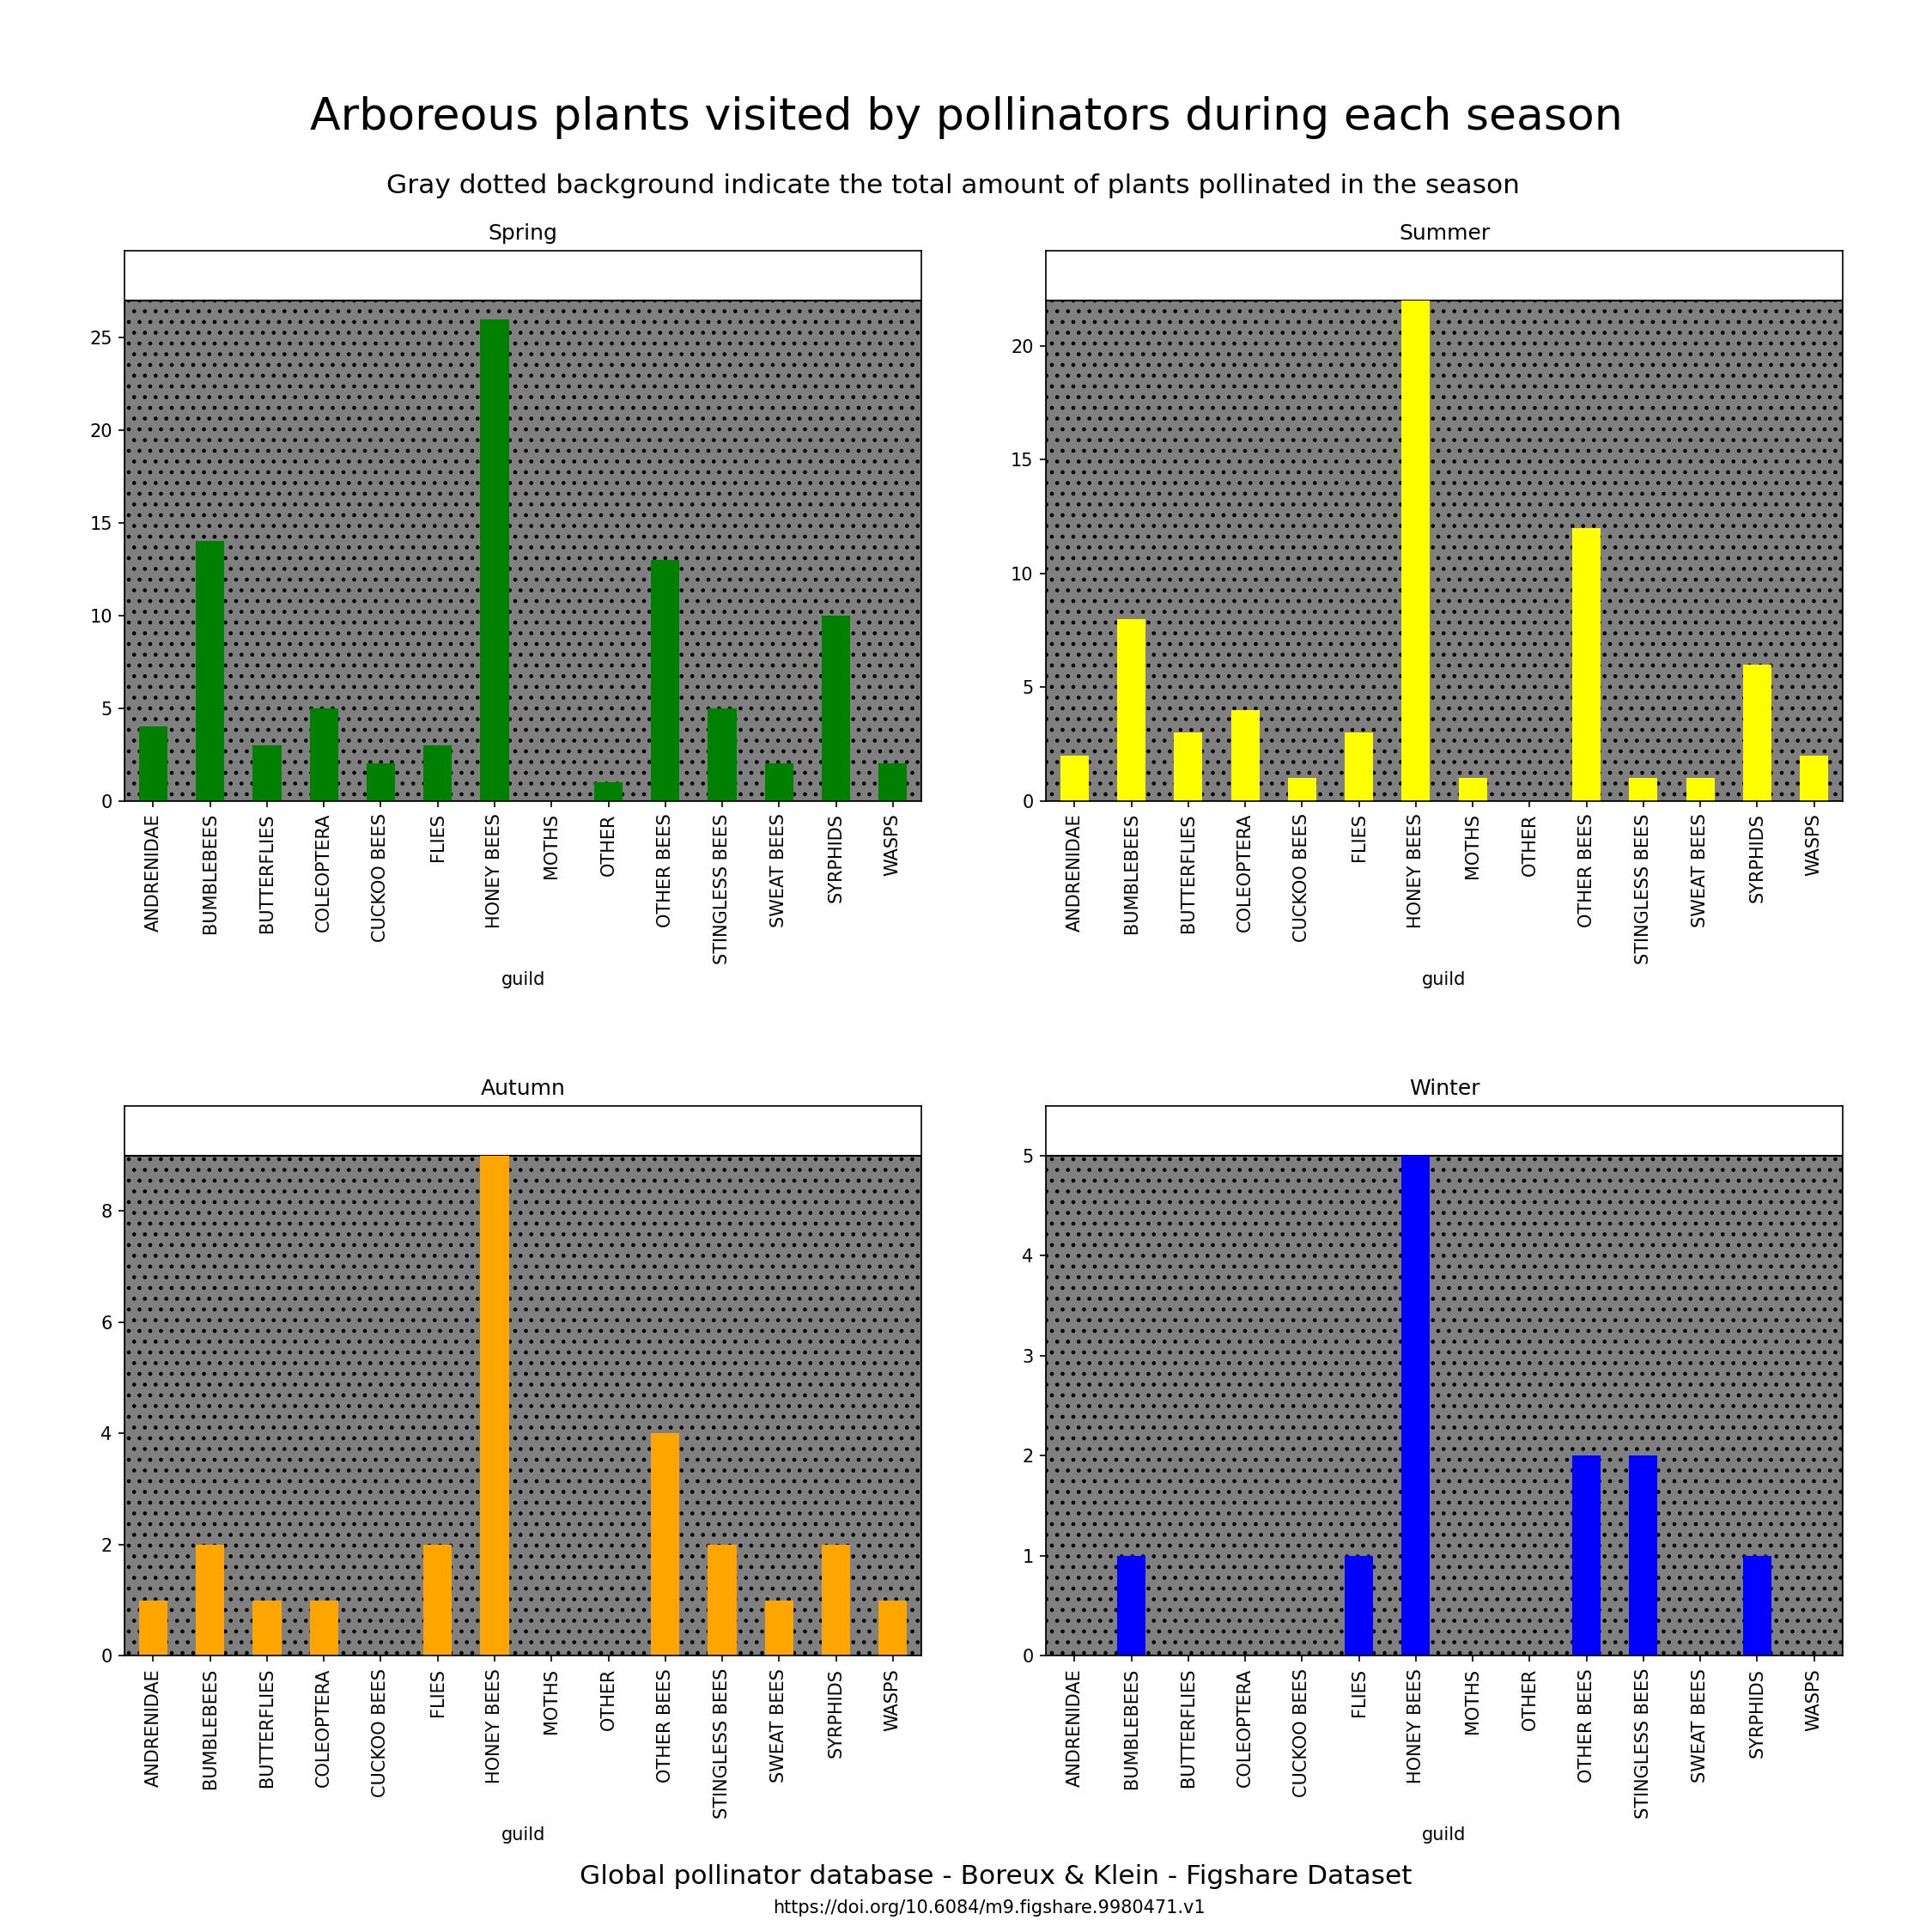 Arboreous plants visited by pollinators during each season
Gray dotted background indicate the total amount of plants pollinated in the season
Spring
25
20
15
10
5
0
ANDRENIDAE
BUMBLEBEES
BUTTERFLIES
COLEOPTERA
CUCKOO BEES
FLIES
HONEY BEES
MOTHS
OTHER
OTHER BEES
STINGLESS BEES
SWEAT BEES
SYRPHIDS
WASPS
guild
Summer
20
15
10
5
0
ANDRENIDAE
BUMBLEBEES
BUTTERFLIES
COLEOPTERA
CUCKOO BEES
FLIES
HONEY BEES
MOTHS
OTHER
OTHER BEES
STINGLESS BEES
SWEAT BEES
SYRPHIDS
WASPS
guild
Autumn
8
6
4
2
0
ANDRENIDAE
BUMBLEBEES
BUTTERFLIES
COLEOPTERA
CUCKOO BEES
FLIES
HONEY BEES
MOTHS
OTHER
OTHER BEES
STINGLESS BEES
SWEAT BEES
SYRPHIDS
WASPS
guild
Winter
5
4
3
2
1
0
ANDRENIDAE
BUMBLEBEES
BUTTERFLIES
COLEOPTERA
CUCKOO BEES
FLIES
HONEY BEES
MOTHS
OTHER
OTHER BEES
STINGLESS BEES
SWEAT BEES
SYRPHIDS
WASPS
guild
Global pollinator database - Boreux & Klein - Figshare Dataset
https://doi.org/10.6084/m9.figshare.9980471.v1